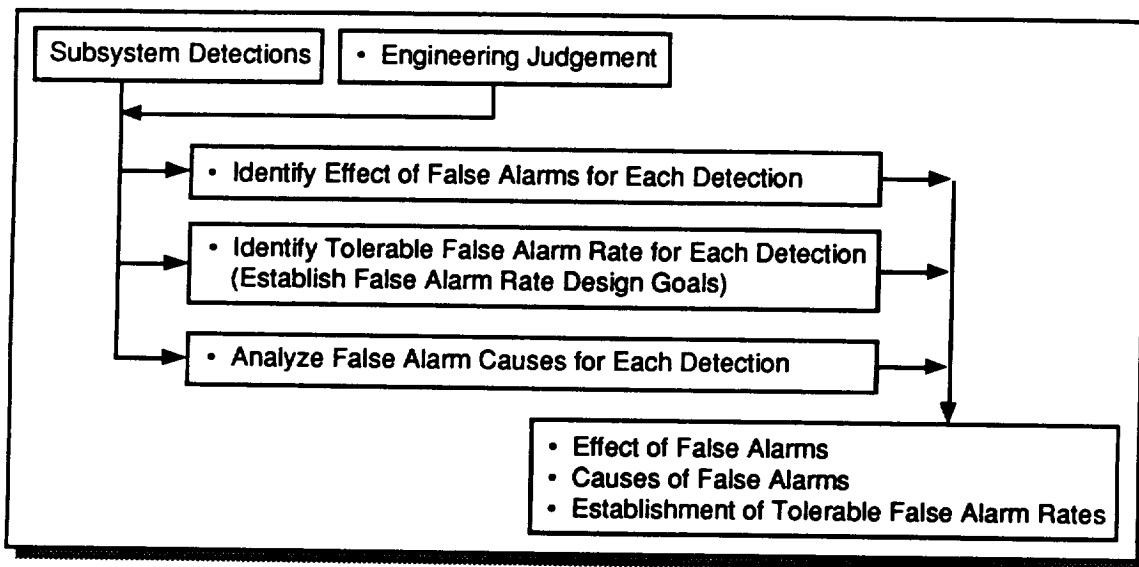 Subsystem Detections
• Engineering Judgement
• Identify Effect of False Alarms for Each Detection
• Identify Tolerable False Alarm Rate for Each Detection
(Establish False Alarm Rate Design Goals)
• Analyze False Alarm Causes for Each Detection
• Effect of False Alarms
• Causes of False Alarms
• Establishment of Tolerable False Alarm Rates